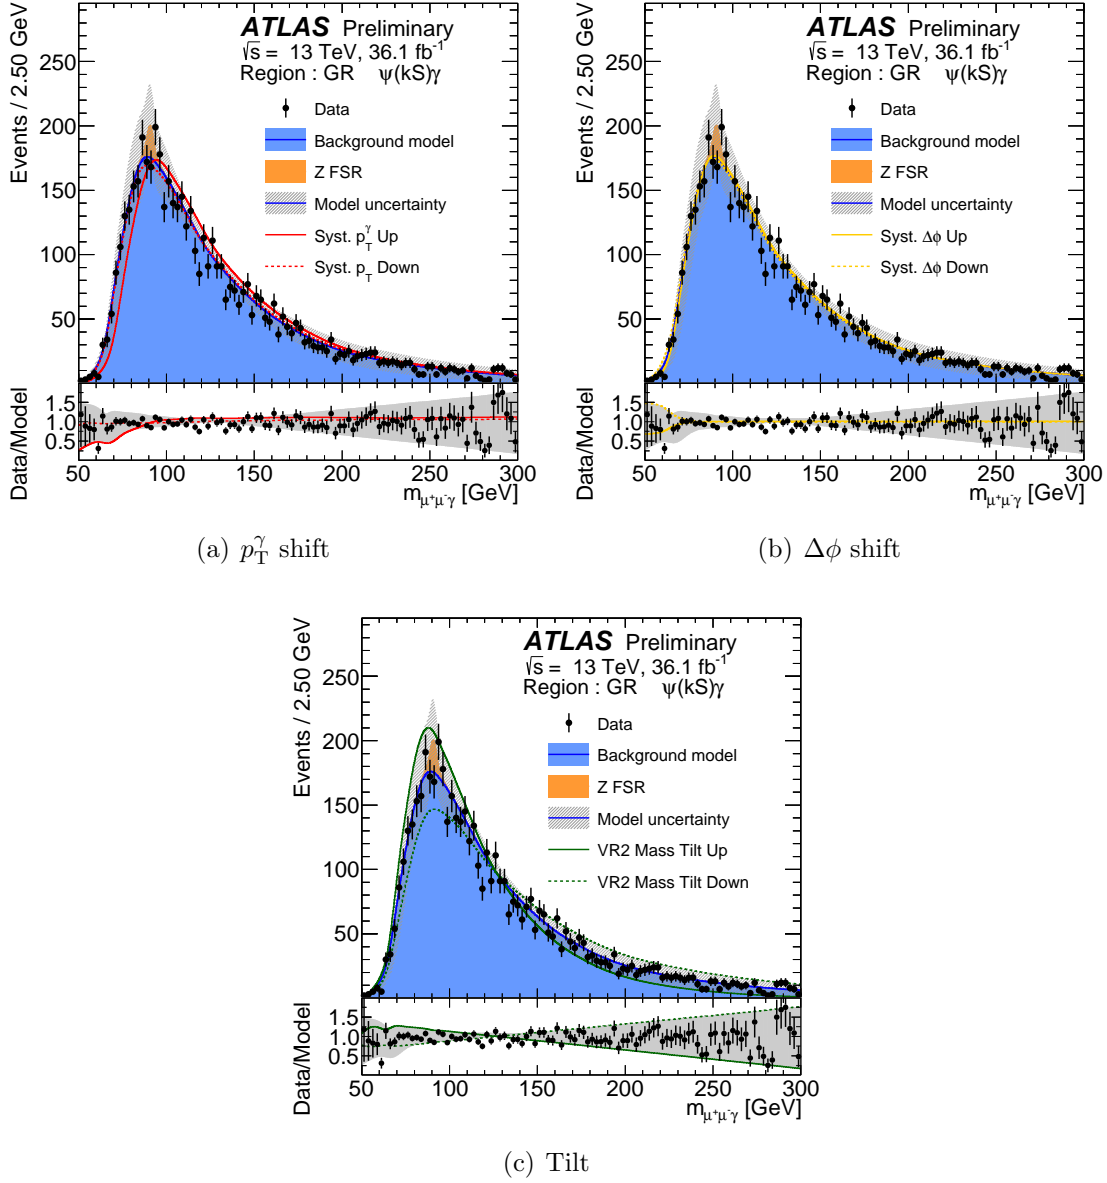 ATLAS Preliminary
√s = 13 TeV, 36.1 fb⁻¹
Region : GR ψ(kS)γ
Data
Background model
Z FSR
Model uncertainty
Syst. p_T^γ Up
Syst. p_T Down
Events / 2.50 GeV
250
200
150
100
50
Data/Model
1.5
1.0
0.5
50 100 150 200 250 300
m_μ⁺μ⁻γ [GeV]
(a) p_T^γ shift
ATLAS Preliminary
√s = 13 TeV, 36.1 fb⁻¹
Region : GR ψ(kS)γ
Data
Background model
Z FSR
Model uncertainty
Syst. Δϕ Up
Syst. Δϕ Down
Events / 2.50 GeV
250
200
150
100
50
Data/Model
1.5
1.0
0.5
50 100 150 200 250 300
m_μ⁺μ⁻γ [GeV]
(b) Δϕ shift
ATLAS Preliminary
√s = 13 TeV, 36.1 fb⁻¹
Region : GR ψ(kS)γ
Data
Background model
Z FSR
Model uncertainty
VR2 Mass Tilt Up
VR2 Mass Tilt Down
Events / 2.50 GeV
250
200
150
100
50
Data/Model
1.5
1.0
0.5
50 100 150 200 250 300
m_μ⁺μ⁻γ [GeV]
(c) Tilt